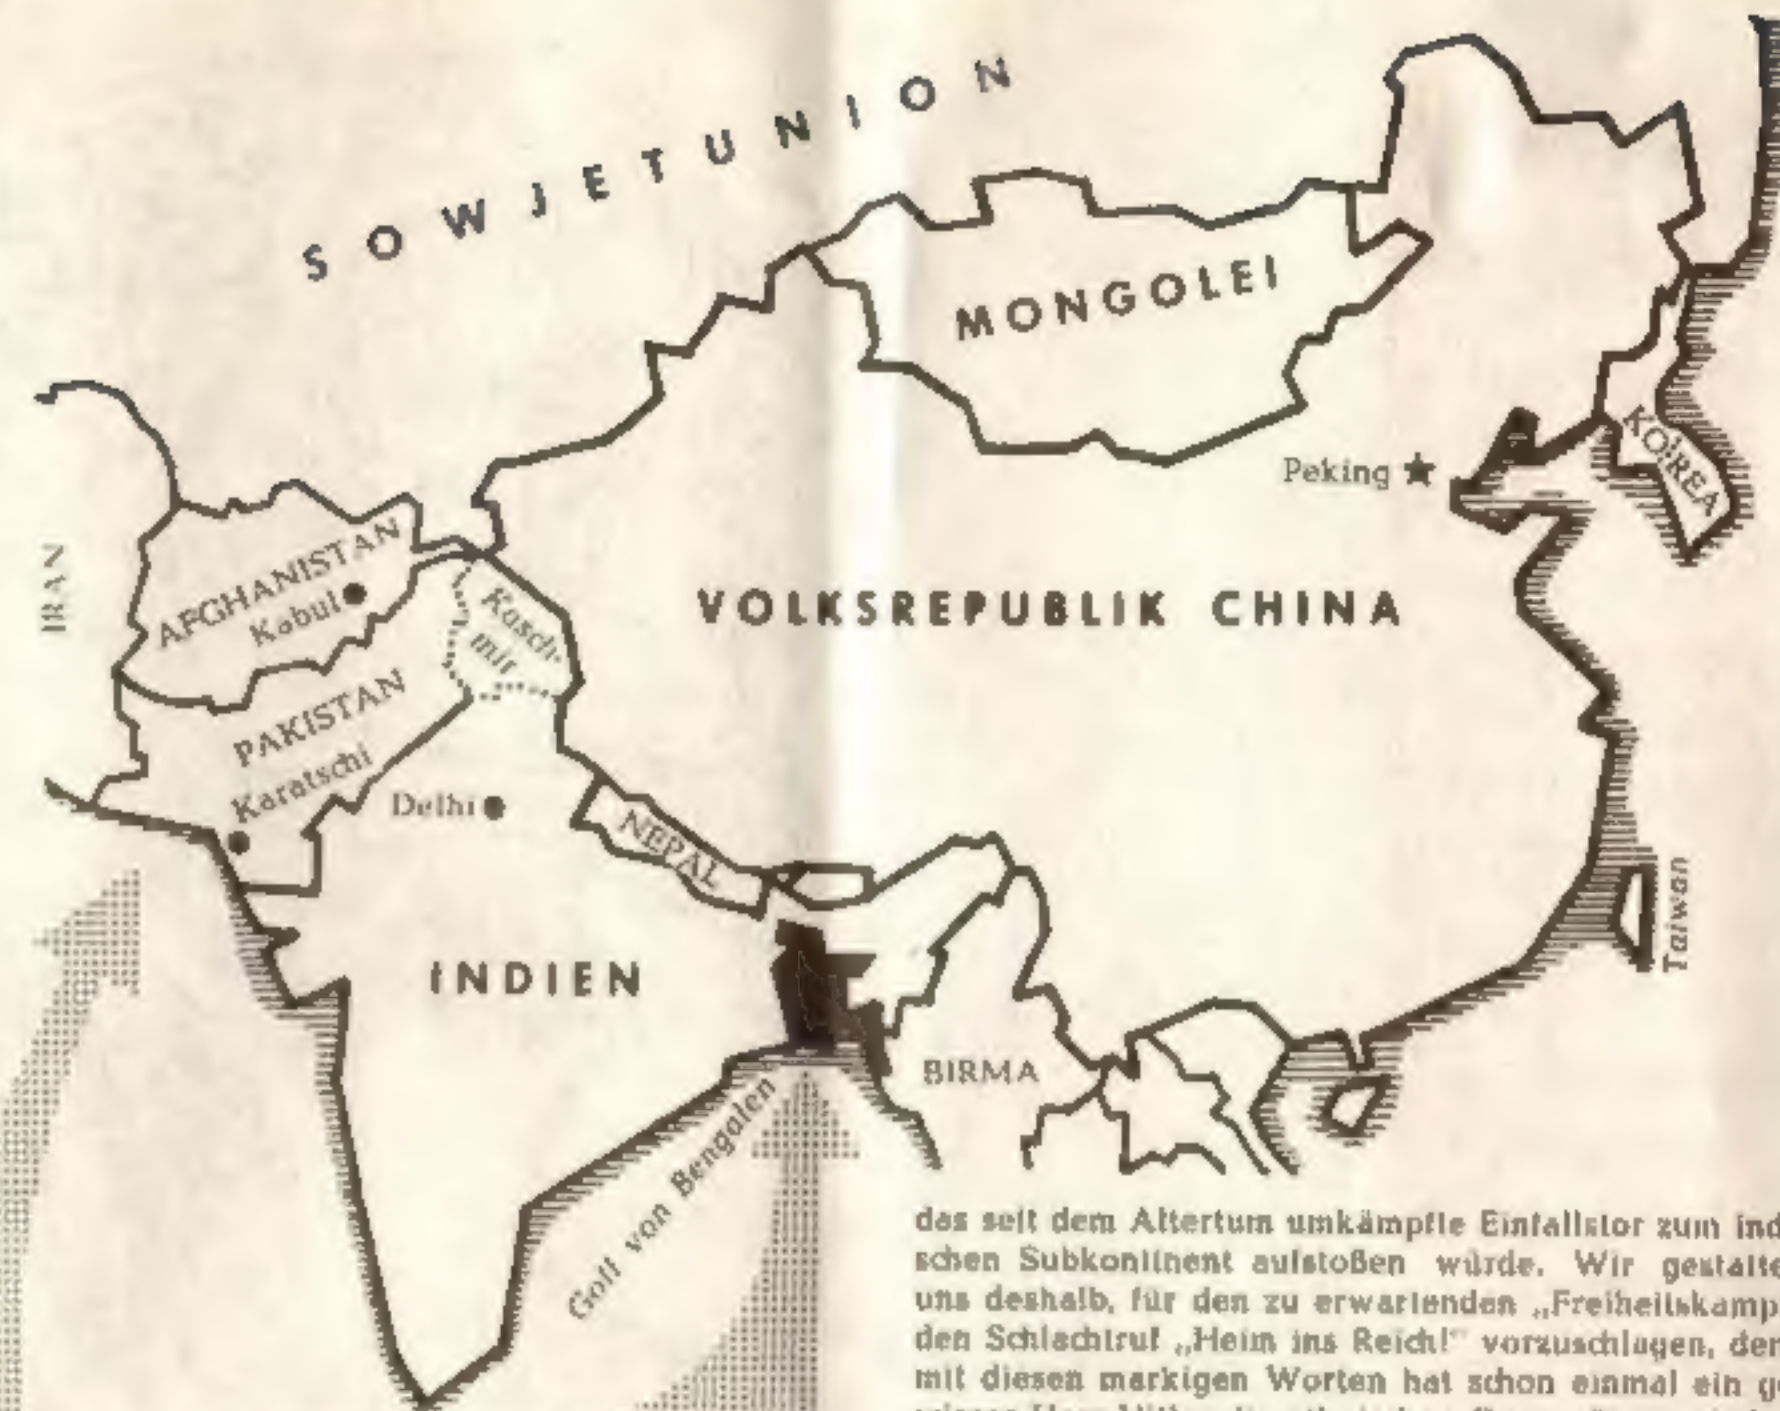 SOWJETUNION
MONGOLEI
KOREA
Peking
IRAN
AFGHANISTAN
Kabul
Kasch-
mir
VOLKSREPUBLIK CHINA
PAKISTAN
Karatschi
Delhi
NEPAL
Taiwan
INDIEN
BIRMA
Golf von Bengalen
das seit dem Altertum umkämpfte Einfallstor zum ind
schen Subkontinent aufstoßen würde. Wir gestatte
uns deshalb, für den zu erwartenden „Freiheitskamp
den Schlachtruf „Heim ins Reich!" vorzuschlagen, den
mit diesen markigen Worten hat schon einmal ein g